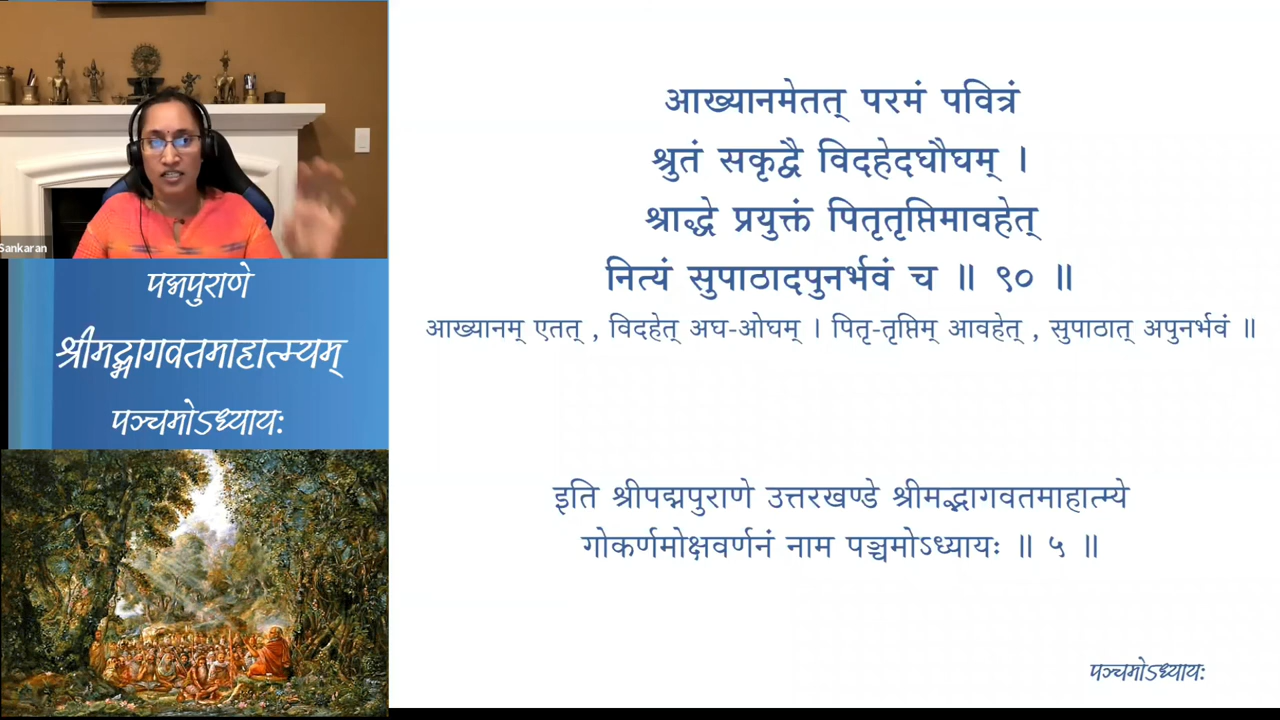 Sankaran
पद्मपुराणे
श्रीमद्भागवतमाहात्म्यम्
पञ्चमोऽध्यायः
आख्यानमेतत् परमं पवित्रं
श्रुतं सकृद्वै विदहेदघौघम् ।
श्राद्धे प्रयुक्तं पितृतृप्तिमावहेत्
नित्यं सुपाठादपुनर्भवं च ॥ ९० ॥
आख्यानम् एतत् , विदहेत् अघ-ओघम् । पितृ-तृप्तिम् आवहेत् , सुपाठात् अपुनर्भवं ॥
इति श्रीपद्मपुराणे उत्तरखण्डे श्रीमद्भागवतमाहात्म्ये
गोकर्णमोक्षवर्णनं नाम पञ्चमोऽध्यायः ॥ ५ ॥
पञ्चमोऽध्यायः